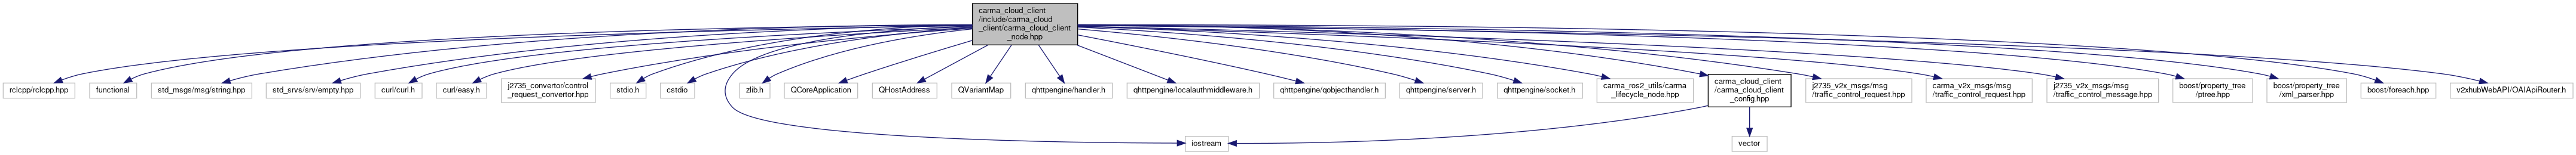 carma_cloud_client
/include/carma_cloud
_client/carma_cloud_client
_node.hpp
rclcpp/rclcpp.hpp
functional
std_msgs/msg/string.hpp
std_srvs/srv/empty.hpp
curl/curl.h
curl/easy.h
j2735_convertor/control
_request_convertor.hpp
stdio.h
cstdio
zlib.h
QCoreApplication
QHostAddress
QVariantMap
qhttpengine/handler.h
qhttpengine/localauthmiddleware.h
qhttpengine/qobjecthandler.h
qhttpengine/server.h
qhttpengine/socket.h
carma_ros2_utils/carma
_lifecycle_node.hpp
carma_cloud_client
/carma_cloud_client
_config.hpp
j2735_v2x_msgs/msg
/traffic_control_request.hpp
carma_v2x_msgs/msg
/traffic_control_request.hpp
j2735_v2x_msgs/msg
/traffic_control_message.hpp
boost/property_tree
/ptree.hpp
boost/property_tree
/xml_parser.hpp
boost/foreach.hpp
v2xhubWebAPI/OAIApiRouter.h
iostream
vector